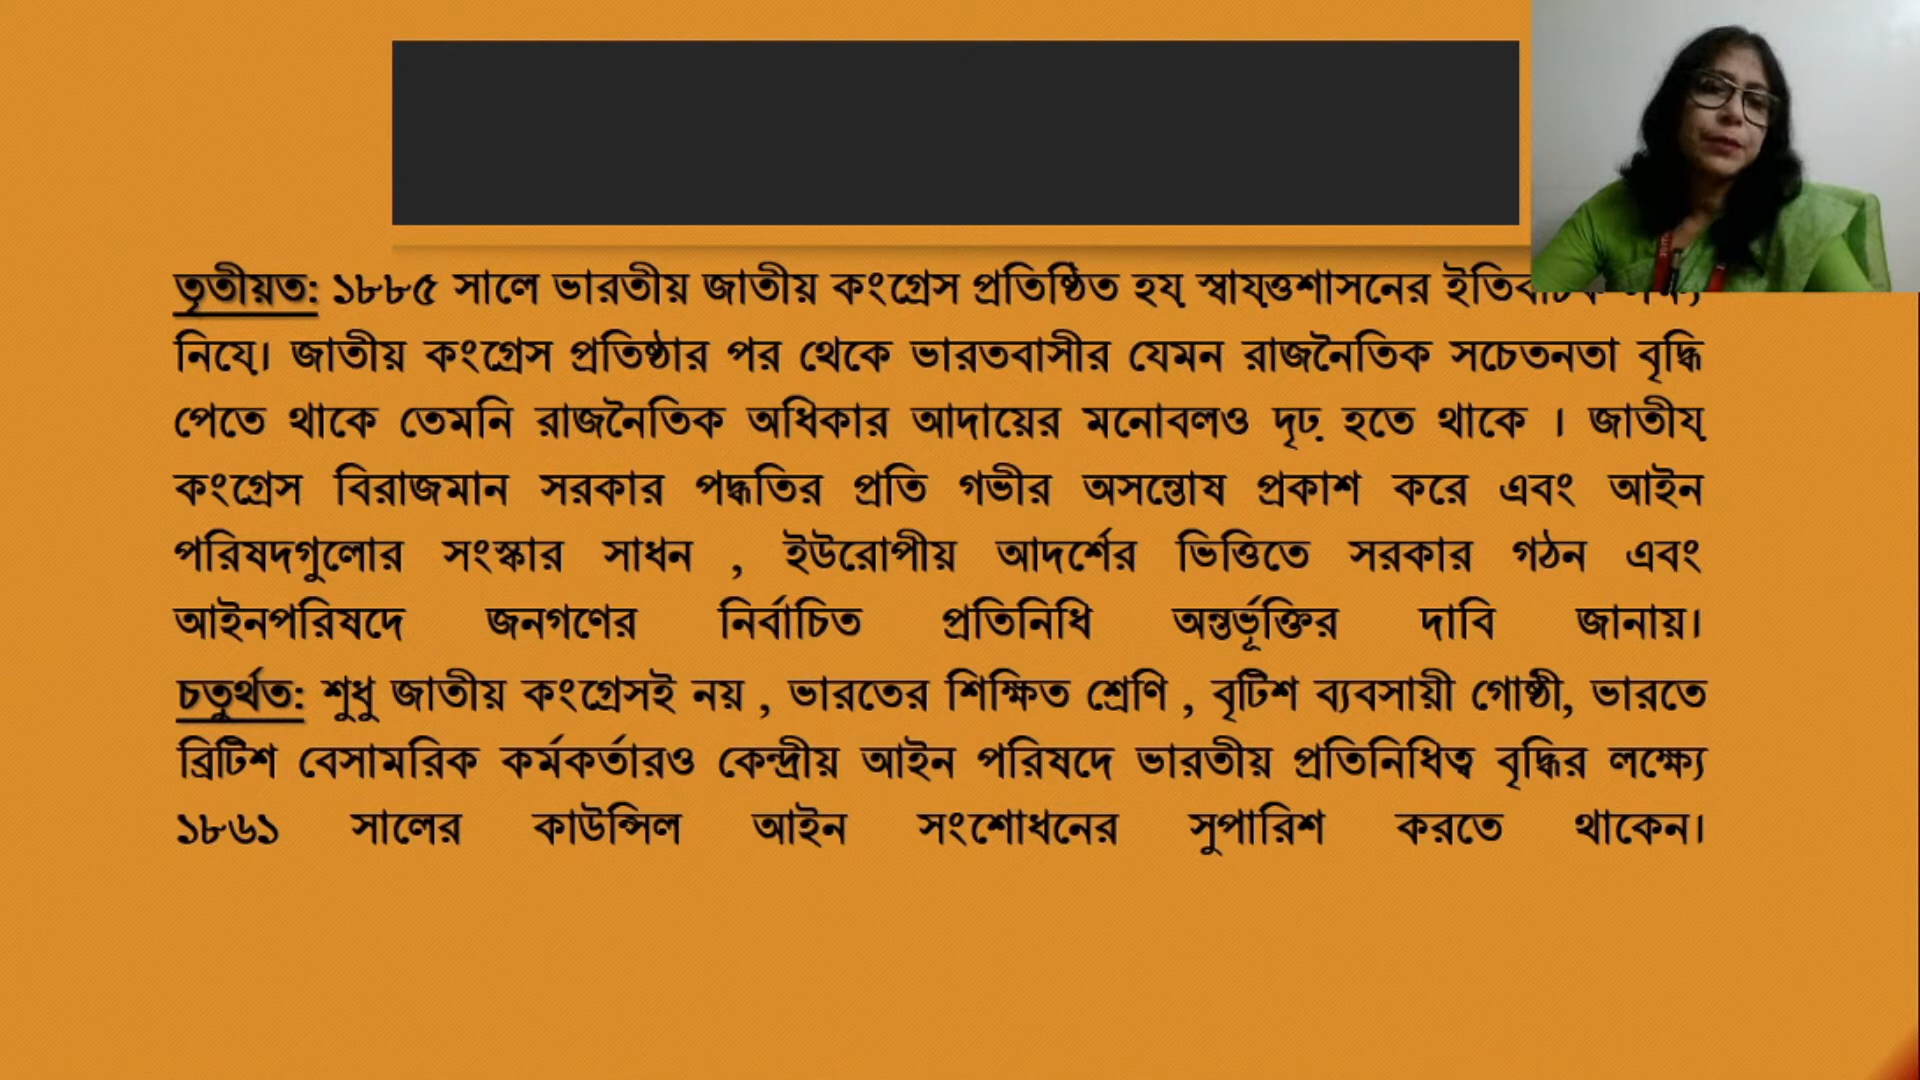 তৃতীয়ত: ১৮৮৫ সালে ভারতীয় জাতীয় কংগ্রেস প্রতিষ্ঠিত হয় স্বায়ত্তশাসনের
নিয়ে। জাতীয় কংগ্রেস প্রতিষ্ঠার পর থেকে ভারতবাসীর যেমন রাজনৈতিক সচেতনতা বৃদ্ধি
পেতে থাকে তেমনি রাজনৈতিক অধিকার আদায়ের মনোবলও দৃঢ় হতে থাকে । জাতীয়
কংগ্রেস বিরাজমান সরকার পদ্ধতির প্রতি গভীর অসন্তোষ প্রকাশ করে এবং আইন
পরিষদগুলোর সংস্কার সাধন , ইউরোপীয় আদর্শের ভিত্তিতে সরকার গঠন এবং
আইনপরিষদে জনগণের নির্বাচিত প্রতিনিধি অন্তর্ভূক্তির দাবি জানায়।
চতুর্থত: শুধু জাতীয় কংগ্রেসই নয় , ভারতের শিক্ষিত শ্রেণি , বৃটিশ ব্যবসায়ী গোষ্ঠী, ভারতে
ব্রিটিশ বেসামরিক কর্মকর্তারও কেন্দ্রীয় আইন পরিষদে ভারতীয় প্রতিনিধিত্ব বৃদ্ধির লক্ষ্যে
১৮৬১ সালের কাউন্সিল আইন সংশোধনের সুপারিশ করতে থাকেন।